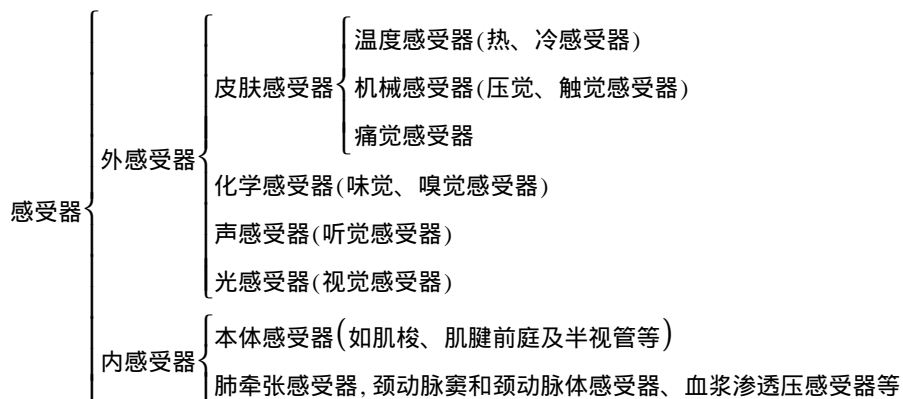 温度感受器(热、冷感受器)
皮肤感受器
机械感受器(压觉、触觉感受器)
痛觉感受器
外感受器
化学感受器(味觉、嗅觉感受器)
感受器
声感受器(听觉感受器)
光感受器(视觉感受器)
本体感受器(如肌梭、肌腱前庭及半视管等)
内感受器
肺牵张感受器,颈动脉窦和颈动脉体感受器、血浆渗透压感受器等